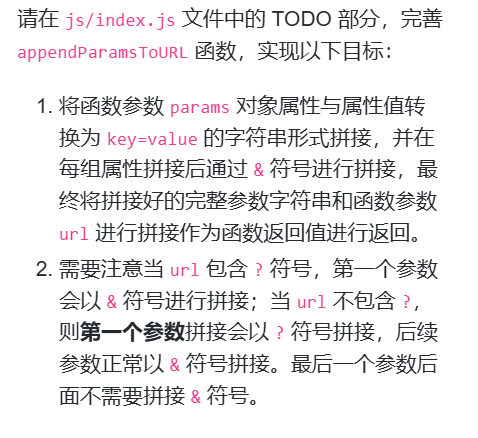 请在 js/index.js 文件中的 TODO 部分，完善
appendParamsToURL 函数，实现以下目标：
1. 将函数参数 params 对象属性与属性值转
换为 key=value 的字符串形式拼接，并在
每组属性拼接后通过 & 符号进行拼接，最
终将拼接好的完整参数字符串和函数参数
url 进行拼接作为函数返回值进行返回。
2. 需要注意当 url 包含 ? 符号，第一个参数
会以 & 符号进行拼接；当 url 不包含 ?，
则第一个参数拼接会以 ? 符号拼接，后续
参数正常以 & 符号拼接。最后一个参数后
面不需要拼接 & 符号。